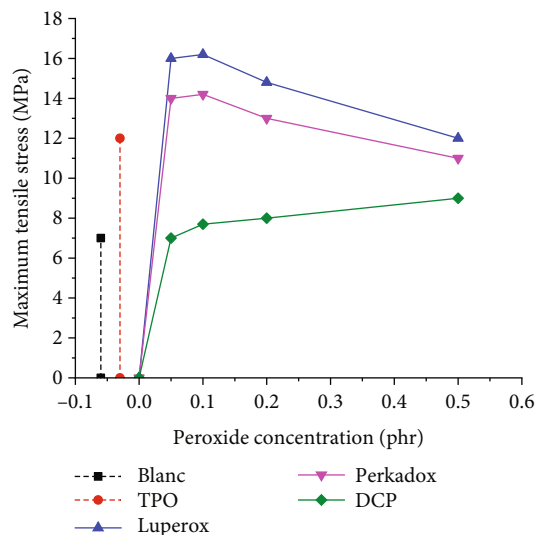 Maximum tensile stress (MPa)
18
16
14
12
10
8
6
4
2
0
–0.1 0.0 0.1 0.2 0.3 0.4 0.5 0.6
Peroxide concentration (phr)
Blanc
TPO
Luperox
Perkadox
DCP